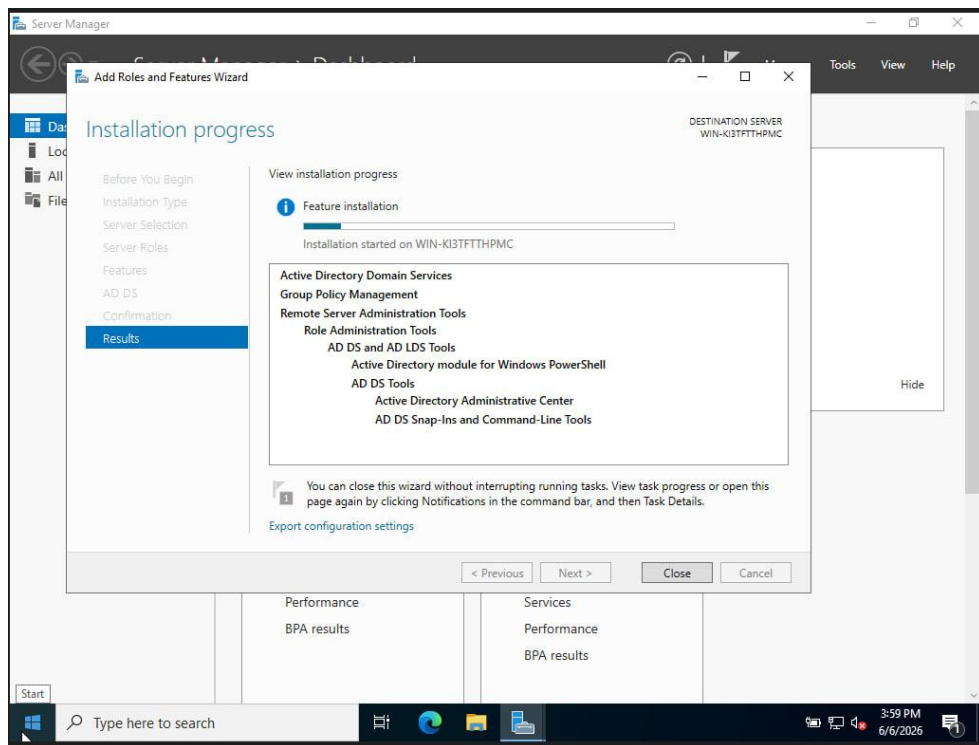 Server Manager
Tools View Help
Add Roles and Features Wizard
Installation progress
DESTINATION SERVER
WIN-KI3TFTTHPMC
Before You Begin
Installation Type
Server Selection
Server Roles
Features
AD DS
Confirmation
Results
View installation progress
Feature installation
Installation started on WIN-KI3TFTTHPMC
Active Directory Domain Services
Group Policy Management
Remote Server Administration Tools
Role Administration Tools
AD DS and AD LDS Tools
Active Directory module for Windows PowerShell
AD DS Tools
Active Directory Administrative Center
AD DS Snap-Ins and Command-Line Tools
1
You can close this wizard without interrupting running tasks. View task progress or open this
page again by clicking Notifications in the command bar, and then Task Details.
Export configuration settings
< Previous Next > Close Cancel
All
File
Hide
Performance
BPA results
Services
Performance
BPA results
Start
Type here to search
3:59 PM
6/6/2026
1